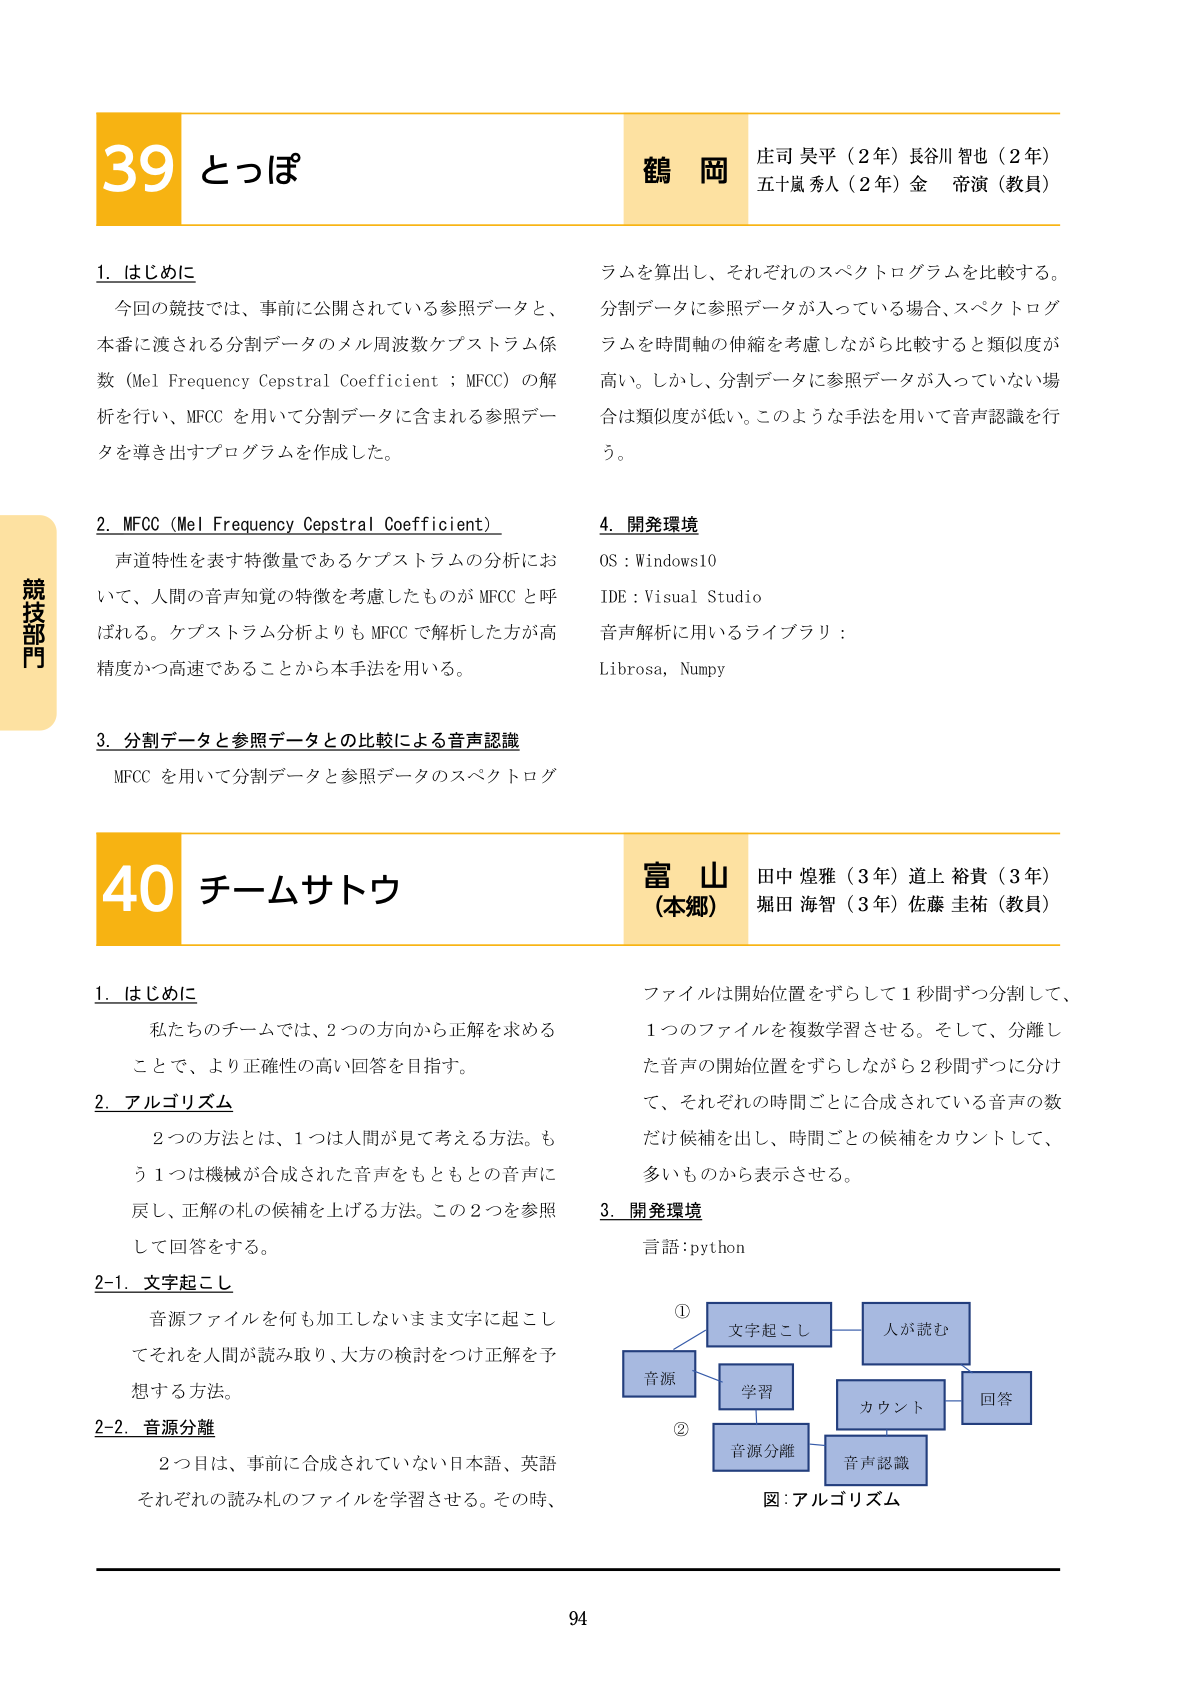 39 とっぽ
鶴 岡
庄司 昊平（２年）長谷川 智也（２年）
五十嵐 秀人（２年）金 帝演（教員）
1. はじめに
今回の競技では、事前に公開されている参照データと、
本番に渡される分割データのメル周波数ケプストラム係
数（Mel Frequency Cepstral Coefficient ; MFCC）の解
析を行い、MFCC を用いて分割データに含まれる参照デー
タを導き出すプログラムを作成した。
2. MFCC（Mel Frequency Cepstral Coefficient）
声道特性を表す特徴量であるケプストラムの分析にお
いて、人間の音声知覚の特徴を考慮したものが MFCC と呼
ばれる。ケプストラム分析よりも MFCC で解析した方が高
精度かつ高速であることから本手法を用いる。
3. 分割データと参照データとの比較による音声認識
MFCC を用いて分割データと参照データのスペクトログ
ラムを算出し、それぞれのスペクトログラムを比較する。
分割データに参照データが入っている場合、スペクトログ
ラムを時間軸の伸縮を考慮しながら比較すると類似度が
高い。しかし、分割データに参照データが入っていない場
合は類似度が低い。このような手法を用いて音声認識を行
う。
4. 開発環境
OS：Windows10
IDE：Visual Studio
音声解析に用いるライブラリ：
Librosa, Numpy
競技部門
40 チームサトウ
富 山
（本郷）
田中 煌雅（３年）道上 裕貴（３年）
堀田 海智（３年）佐藤 圭祐（教員）
1. はじめに
私たちのチームでは、2 つの方向から正解を求める
ことで、より正確性の高い回答を目指す。
2. アルゴリズム
２つの方法とは、1 つは人間が見て考える方法。も
う 1 つは機械が合成された音声をもともとの音声に
戻し、正解の札の候補を上げる方法。この２つを参照
して回答をする。
2-1. 文字起こし
音源ファイルを何も加工しないまま文字に起こし
てそれを人間が読み取り、大方の検討をつけ正解を予
想する方法。
2-2. 音源分離
２つ目は、事前に合成されていない日本語、英語
それぞれの読み札のファイルを学習させる。その時、
ファイルは開始位置をずらして 1 秒間ずつ分割して、
１つのファイルを複数学習させる。そして、分離し
た音声の開始位置をずらしながら２秒間ずつに分け
て、それぞれの時間ごとに合成されている音声の数
だけ候補を出し、時間ごとの候補をカウントして、
多いものから表示させる。
3. 開発環境
言語：python
①
文字起こし
人が読む
音源
学習
カウント
回答
②
音源分離
音声認識
図：アルゴリズム
94